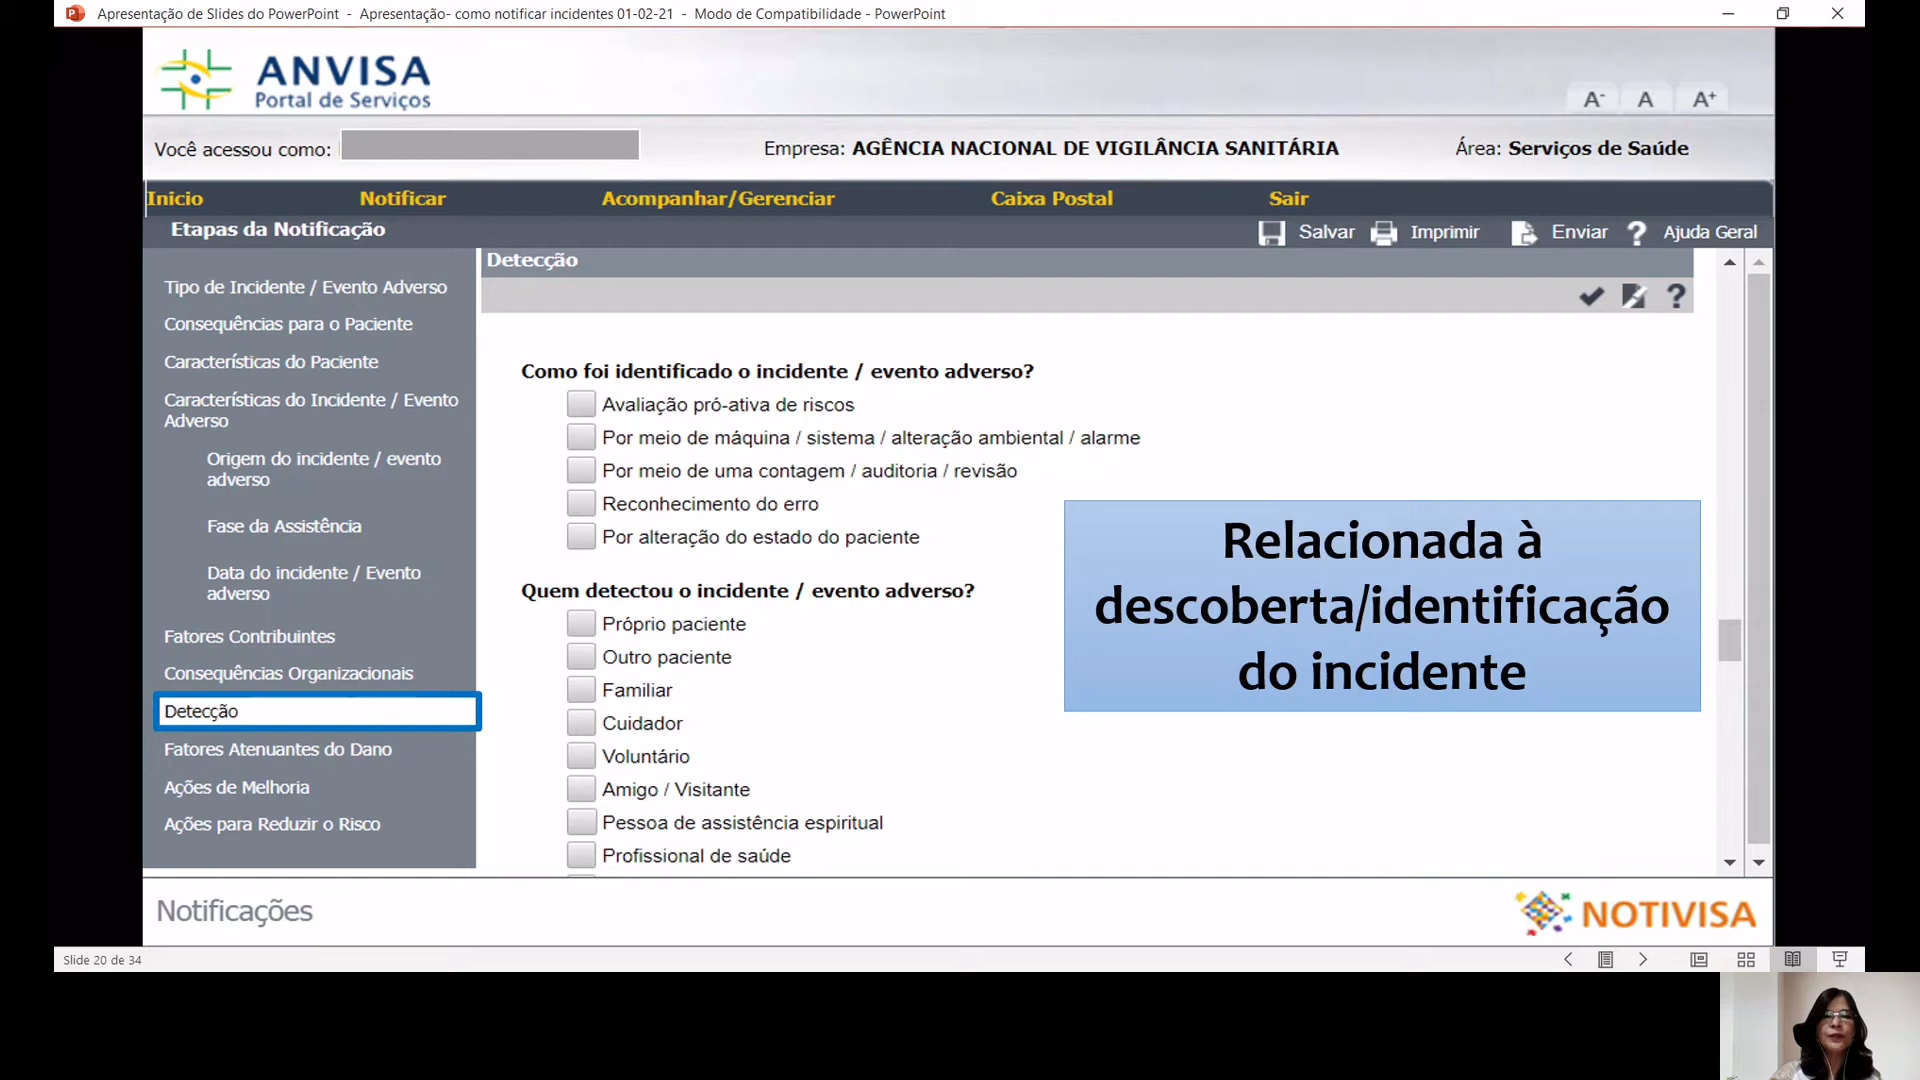 Apresentação de Slides do PowerPoint - Apresentação- como notificar incidentes 01-02-21 - Modo de Compatibilidade - PowerPoint
ANVISA
Portal de Serviços
A- A A+
Você acessou como:
Empresa: AGÊNCIA NACIONAL DE VIGILÂNCIA SANITÁRIA
Área: Serviços de Saúde
Inicio Notificar Acompanhar/Gerenciar Caixa Postal Sair
Etapas da Notificação
Salvar Imprimir Enviar ? Ajuda Geral
Tipo de Incidente / Evento Adverso
Consequências para o Paciente
Características do Paciente
Características do Incidente / Evento
Adverso
Origem do incidente / evento
adverso
Fase da Assistência
Data do incidente / Evento
adverso
Fatores Contribuintes
Consequências Organizacionais
Detecção
Fatores Atenuantes do Dano
Ações de Melhoria
Ações para Reduzir o Risco
Detecção
?
Como foi identificado o incidente / evento adverso?
Avaliação pró-ativa de riscos
Por meio de máquina / sistema / alteração ambiental / alarme
Por meio de uma contagem / auditoria / revisão
Reconhecimento do erro
Por alteração do estado do paciente
Quem detectou o incidente / evento adverso?
Próprio paciente
Outro paciente
Familiar
Cuidador
Voluntário
Amigo / Visitante
Pessoa de assistência espiritual
Profissional de saúde
Relacionada à
descoberta/identificação
do incidente
Notificações
NOTIVISA
Slide 20 de 34